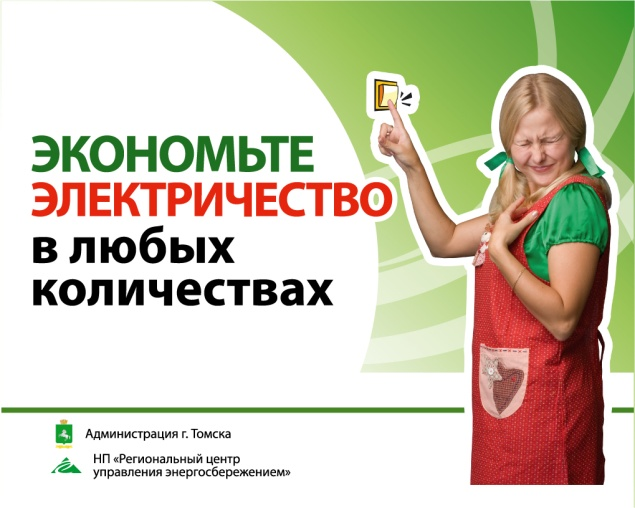 ЭКОНОМЬТЕ
ЭЛЕКТРИЧЕСТВО
в любых
количествах
Администрация г. Томска
НП «Региональный центр
управления энергосбережением»